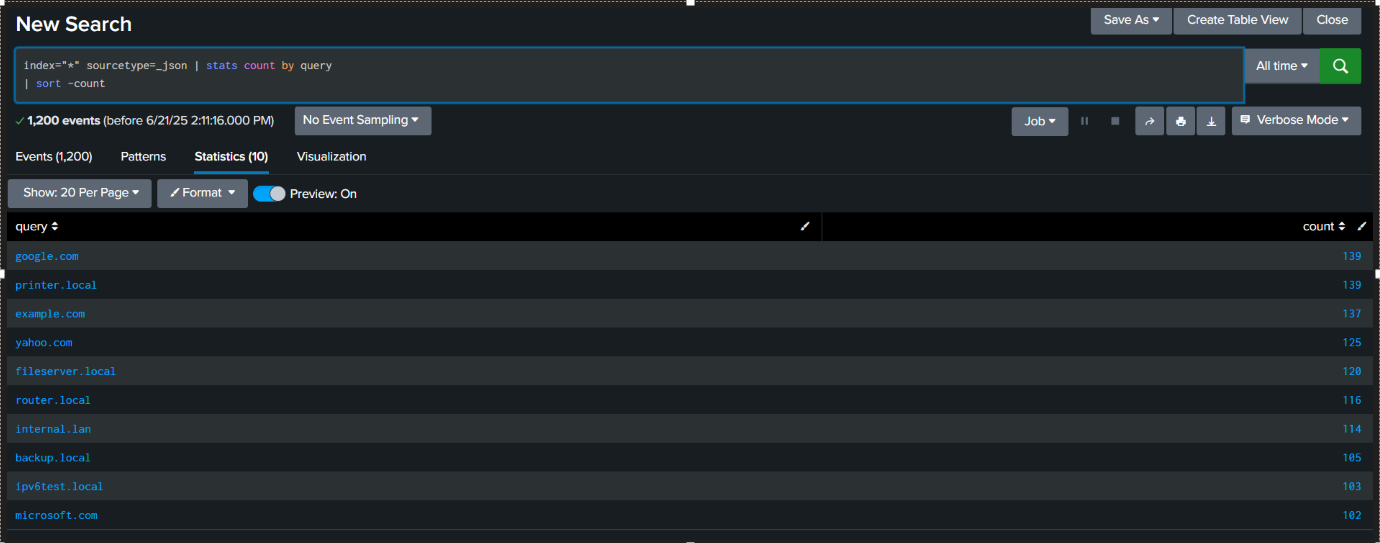 New Search
Save As
Create Table View
Close
index="*" sourcetype=_json | stats count by query
| sort -count
All time
1,200 events (before 6/21/25 2:11:16.000 PM)
No Event Sampling
Job
Verbose Mode
Events (1,200)
Patterns
Statistics (10)
Visualization
Show: 20 Per Page
Format
Preview: On
query count
google.com 139
printer.local 139
example.com 137
yahoo.com 125
fileserver.local 120
router.local 116
internal.lan 114
backup.local 105
ipv6test.local 103
microsoft.com 102